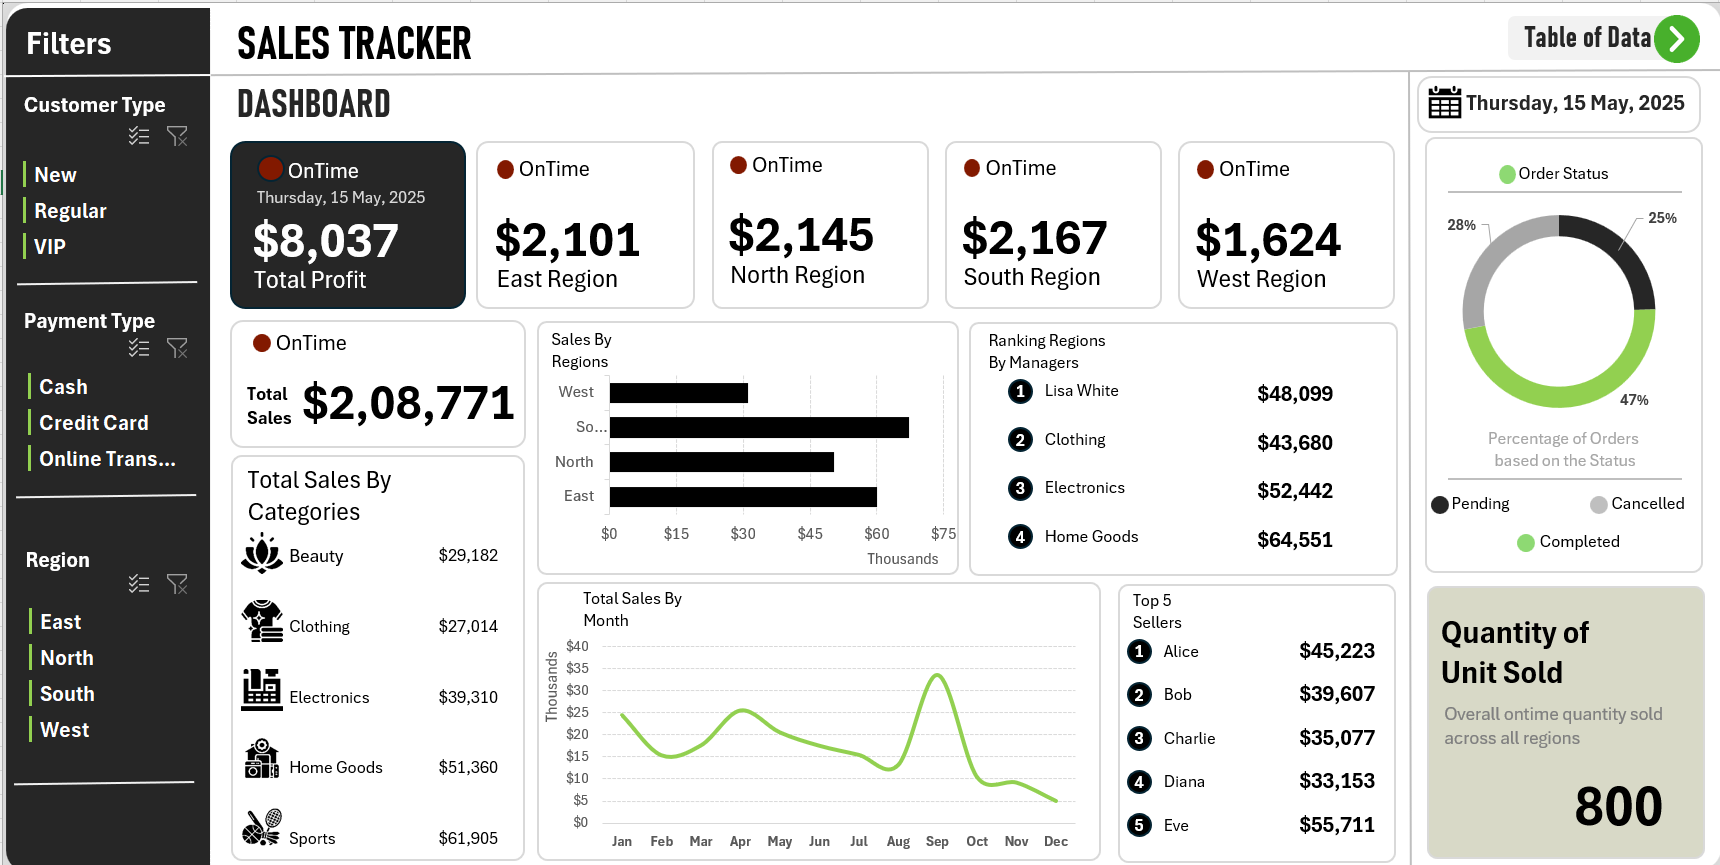 Filters
SALES TRACKER
Table of Data
DASHBOARD
Thursday, 15 May, 2025
Customer Type
New
Regular
VIP
Payment Type
Cash
Credit Card
Online Trans...
Region
East
North
South
West
OnTime
Thursday, 15 May, 2025
$8,037
Total Profit
OnTime
$2,101
East Region
OnTime
$2,145
North Region
OnTime
$2,167
South Region
OnTime
$1,624
West Region
OnTime
Total
Sales
$2,08,771
Sales By
Regions
West
So...
North
East
$0 $15 $30 $45 $60 $75
Thousands
Ranking Regions
By Managers
1 Lisa White $48,099
2 Clothing $43,680
3 Electronics $52,442
4 Home Goods $64,551
Total Sales By
Categories
Beauty $29,182
Clothing $27,014
Electronics $39,310
Home Goods $51,360
Sports $61,905
Total Sales By
Month
Thousands
$40
$35
$30
$25
$20
$15
$10
$5
$0
Jan Feb Mar Apr May Jun Jul Aug Sep Oct Nov Dec
Top 5
Sellers
1 Alice $45,223
2 Bob $39,607
3 Charlie $35,077
4 Diana $33,153
5 Eve $55,711
Order Status
28%
25%
47%
Percentage of Orders
based on the Status
Pending
Cancelled
Completed
Quantity of
Unit Sold
Overall ontime quantity sold
across all regions
800